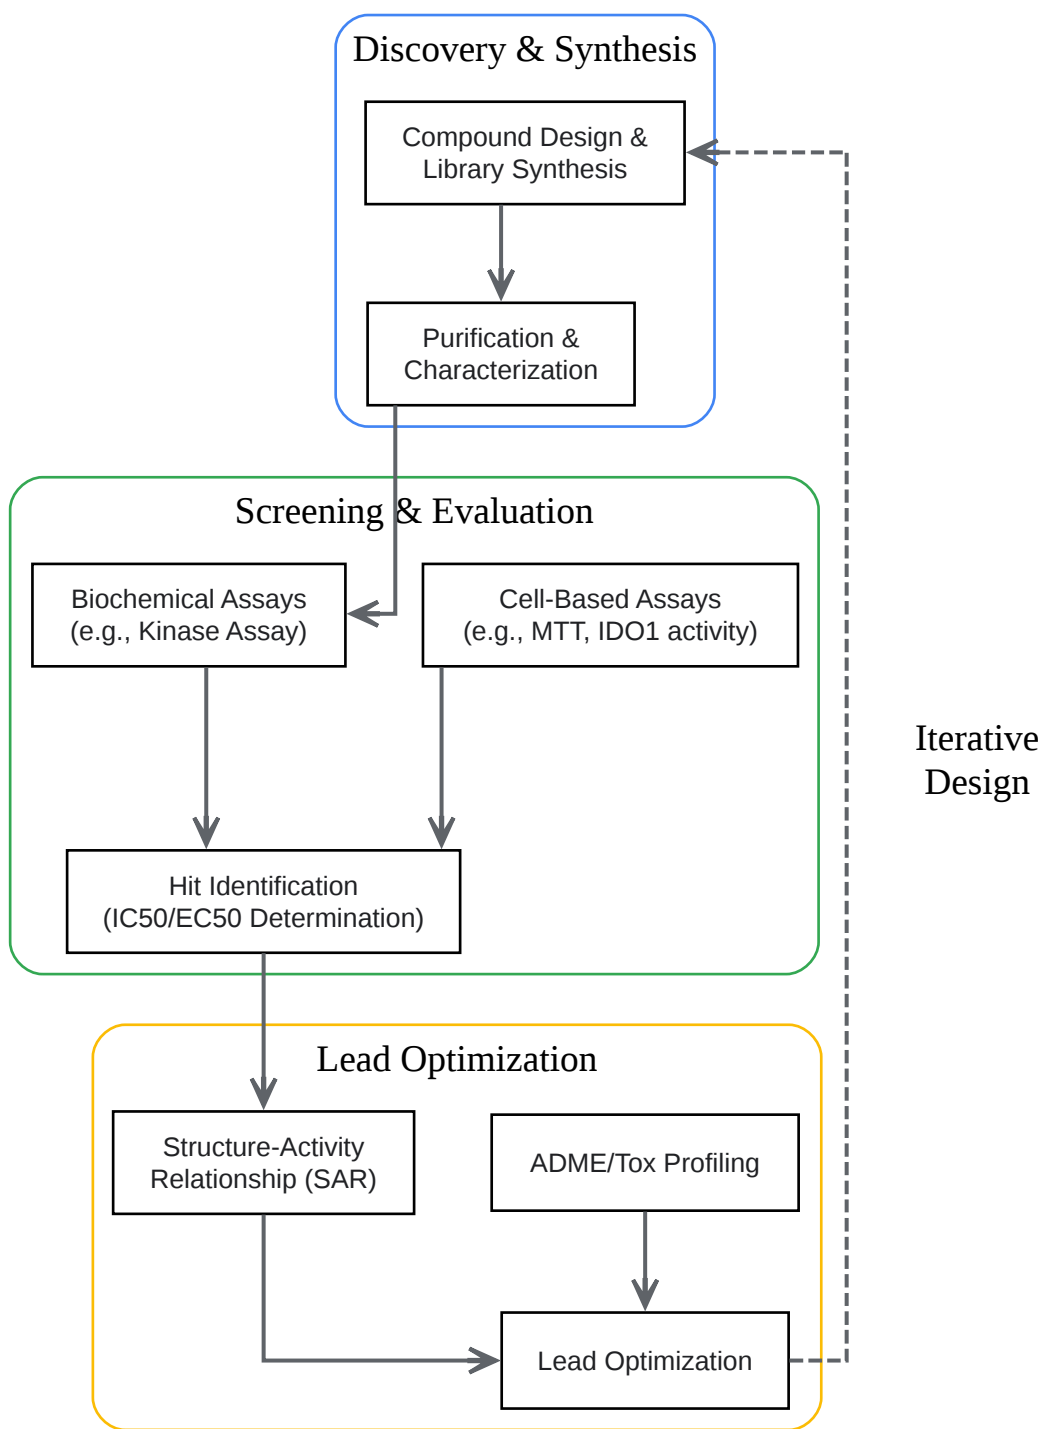 Discovery & Synthesis
Compound Design &
Library Synthesis
Purification &
Characterization
Screening & Evaluation
Biochemical Assays
(e.g., Kinase Assay)
Cell-Based Assays
(e.g., MTT, IDO1 activity)
Iterative
Design
Hit Identification
(IC50/EC50 Determination)
Lead Optimization
Structure-Activity
Relationship (SAR)
ADME/Tox Profiling
Lead Optimization